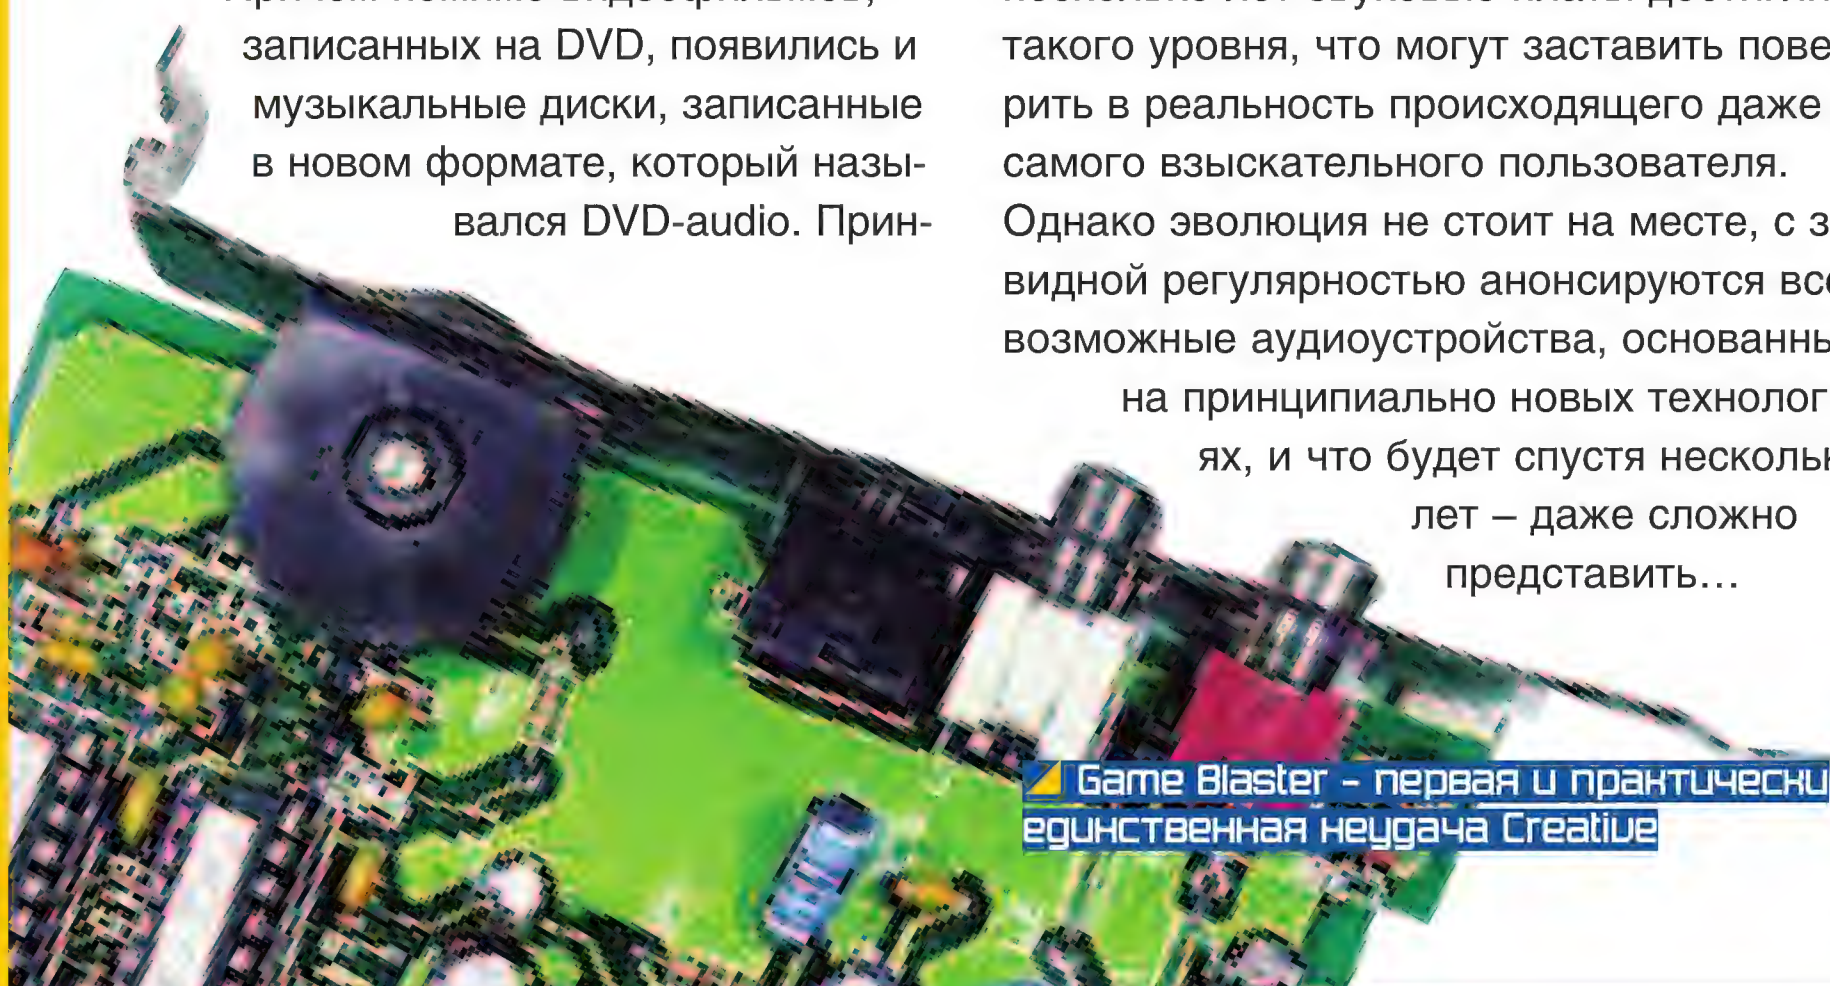 записанных на DVD, появились и
музыкальные диски, записанные
в новом формате, который назы-
вался DVD-audio. Прин-
такого уровня, что могут заставить пове
рить в реальность происходящего даже
самого взыскательного пользователя.
Однако эволюция не стоит на месте, с з
видной регулярностью анонсируются все
возможные аудиоустройства, основанны
на принципиально новых технолог
ях, и что будет спустя несколь
лет – даже сложно
представить...
Game Blaster – первая и практически
единственная неудача Creative